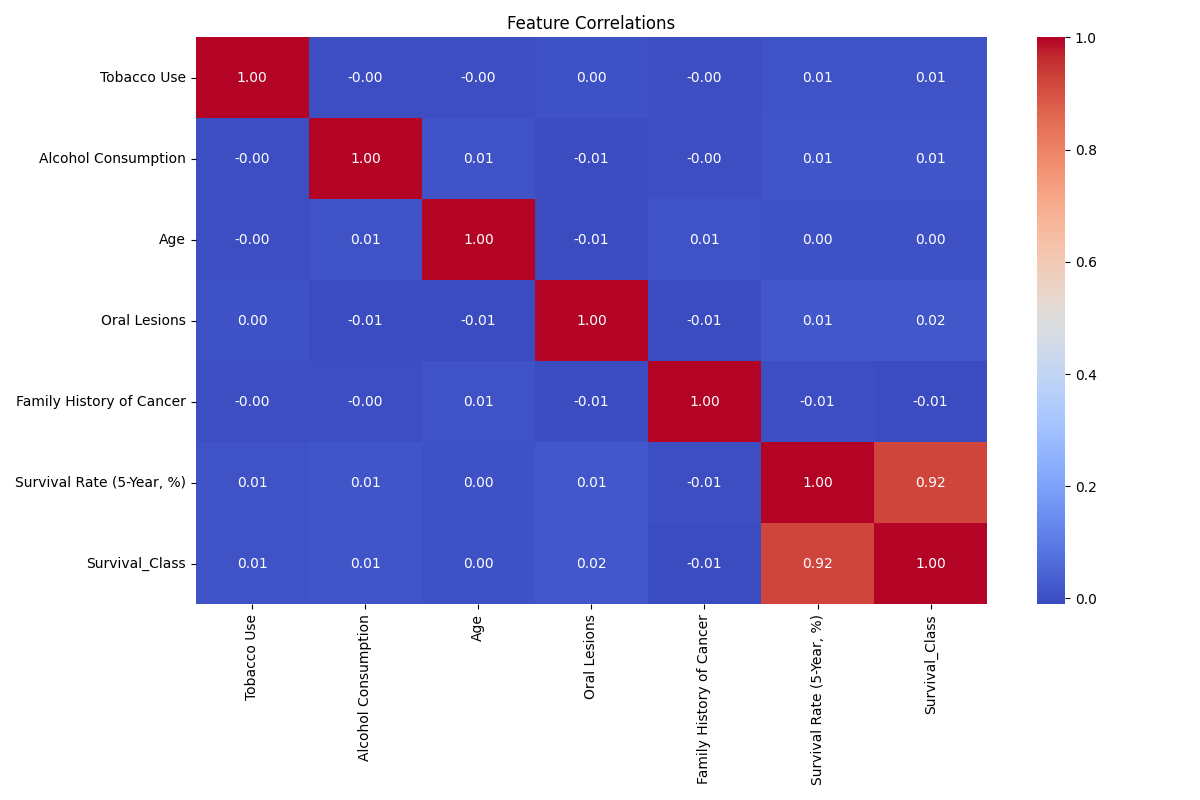 Feature Correlations
Tobacco Use 1.00 -0.00 -0.00 0.00 -0.00 0.01 0.01
Alcohol Consumption -0.00 1.00 0.01 -0.01 -0.00 0.01 0.01
Age -0.00 0.01 1.00 -0.01 0.01 0.00 0.00
Oral Lesions 0.00 -0.01 -0.01 1.00 -0.01 0.01 0.02
Family History of Cancer -0.00 -0.00 0.01 -0.01 1.00 -0.01 -0.01
Survival Rate (5-Year, %) 0.01 0.01 0.00 0.01 -0.01 1.00 0.92
Survival_Class 0.01 0.01 0.00 0.02 -0.01 0.92 1.00
Tobacco Use
Alcohol Consumption
Age
Oral Lesions
Family History of Cancer
Survival Rate (5-Year, %)
Survival_Class
1.0
0.8
0.6
0.4
0.2
0.0